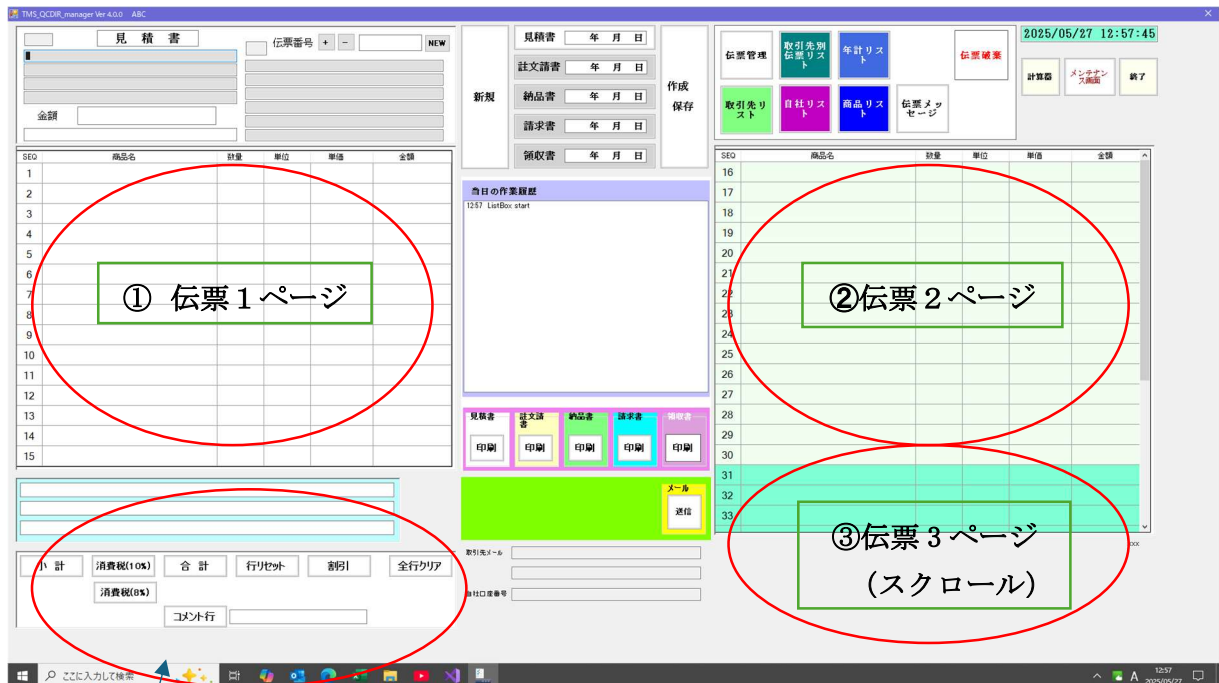 TMS_QCDIR_manager Ver 4.0.0 ABC
見 積 書
伝票番号 + - NEW
金額
新規
見積書 年 月 日
註文請書 年 月 日
納品書 年 月 日
請求書 年 月 日
領収書 年 月 日
作成
保存
伝票管理
取引先別
伝票リス
ト
年計リス
ト
伝票破棄
取引先リ
スト
自社リス
ト
商品リス
ト
伝票メッ
セージ
2025/05/27 12:57:45
計算器
メンテナン
ス画面
終了
SEQ 商品名 数量 単位 単価 金額
1
2
3
4
5
6
7
8
9
10
11
12
13
14
15
① 伝票1ページ
当日の作業履歴
12:57 ListBox start
見積書
印刷
註文請
書
印刷
納品書
印刷
請求書
印刷
領収書
印刷
メール
送信
取引先メール
自社口座番号
SEQ 商品名 数量 単位 単価 金額
16
17
18
19
20
21
22
23
24
25
26
27
28
29
30
31
32
33
②伝票2ページ
③伝票3ページ
(スクロール)
小 計
消費税(10%)
合 計
行リセット
割引
全行クリア
消費税(8%)
コメント行
ここに入力して検索
A
12:57
2025/05/27